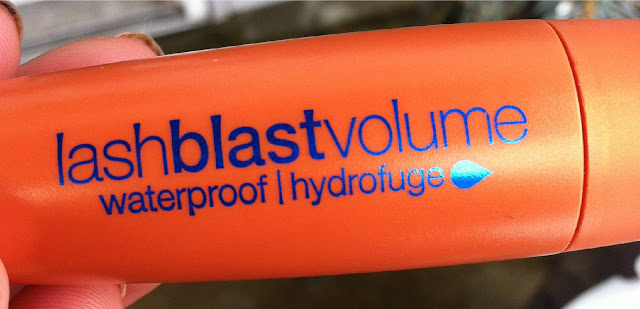 lashblastvolume
waterproof | hydrofuge